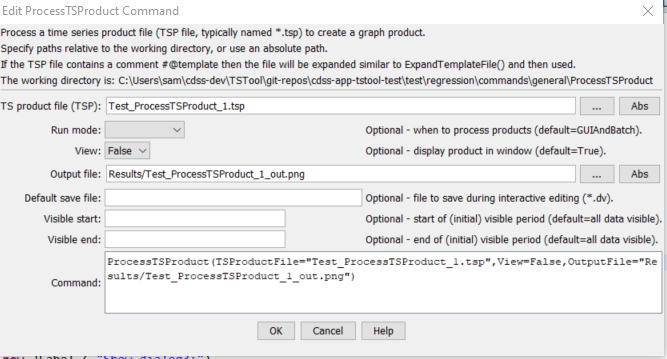 Edit ProcessTSProduct Command
Process a time series product file (TSP file, typically named *.tsp) to create a graph product.
Specify paths relative to the working directory, or use an absolute path.
If the TSP file contains a comment #@template then the file will be expanded similar to ExpandTemplateFile() and then used.
The working directory is: C:\Users\sam\cdss-dev\TSTool\git-repos\cdss-app-tstool-test\test\regression\commands\general\ProcessTSProduct
TS product file (TSP): Test_ProcessTSProduct_1.tsp ... Abs
Run mode: Optional - when to process products (default=GUIAndBatch).
View: False Optional - display product in window (default=True).
Output file: Results/Test_ProcessTSProduct_1_out.png ... Abs
Default save file: Optional - file to save during interactive editing (*.dv).
Visible start: Optional - start of (initial) visible period (default=all data visible).
Visible end: Optional - end of (initial) visible period (default=all data visible).
ProcessTSProduct(TSProductFile="Test_ProcessTSProduct_1.tsp",View=False,OutputFile="Re
Command: sults/Test_ProcessTSProduct_1_out.png")
OK Cancel Help